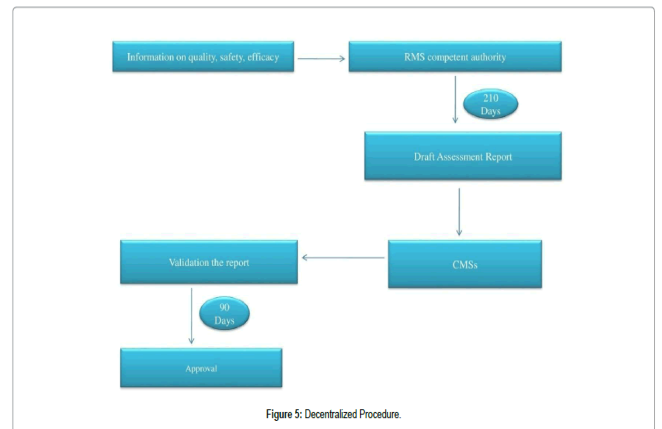 Information on quality, safety, efficacy
RMS competent authority
210
Days
Draft Assessment Report
CMSs
Validation the report
90
Days
Approval
Figure 5: Decentralized Procedure.